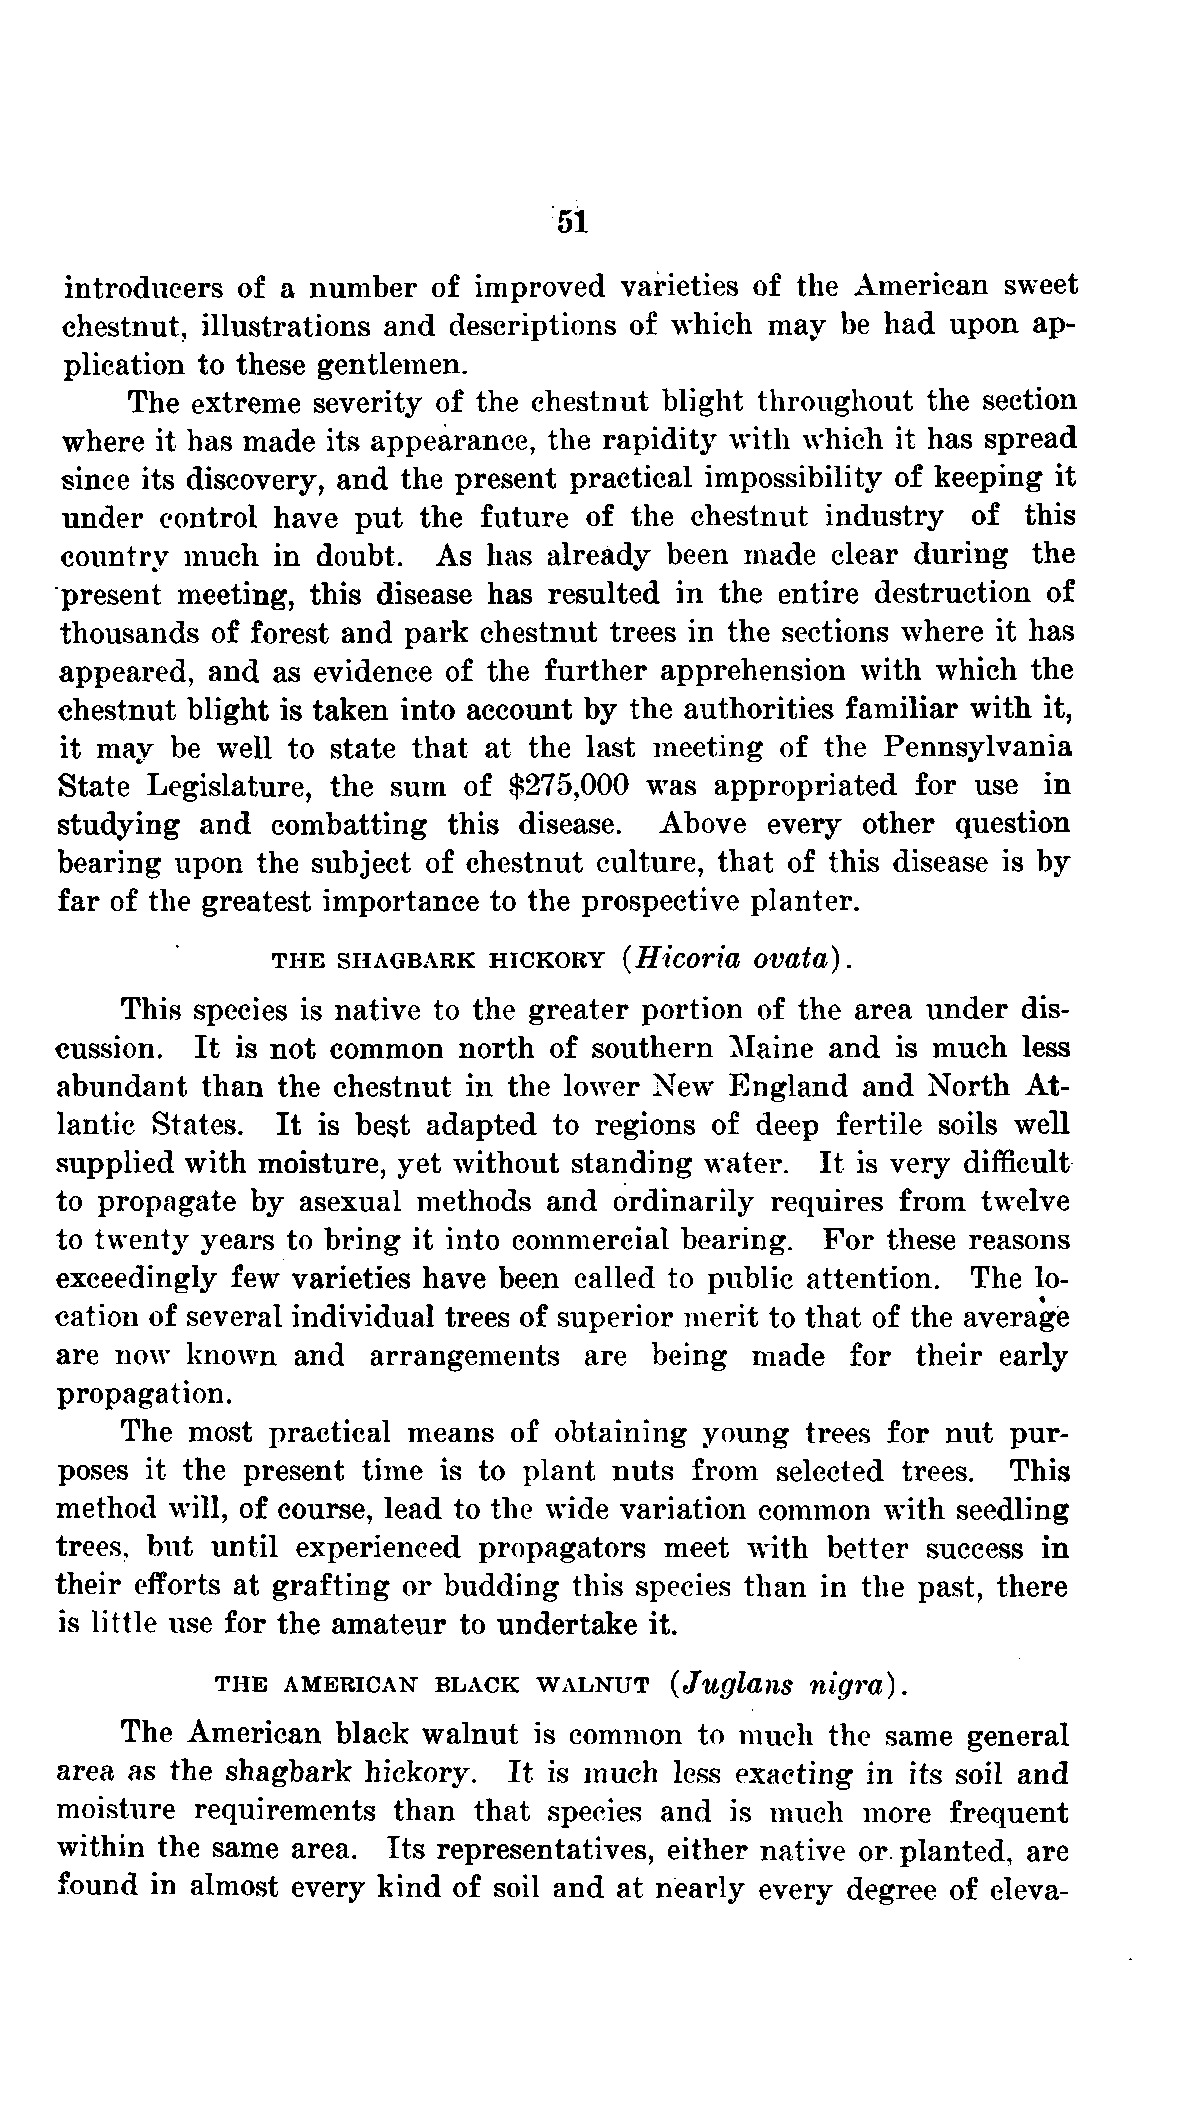 51
introducers of a number of improved varieties of the American sweet
chestnut, illustrations and descriptions of which may be had upon ap-
plication to these gentlemen.
The extreme severity of the chestnut blight throughout the section
where it has made its appearance, the rapidity with which it has spread
since its discovery, and the present practical impossibility of keeping it
under control have put the future of the chestnut industry of this
country much in doubt. As has already been made clear during the
present meeting, this disease has resulted in the entire destruction of
thousands of forest and park chestnut trees in the sections where it has
appeared, and as evidence of the further apprehension with which the
chestnut blight is taken into account by the authorities familiar with it,
it may be well to state that at the last meeting of the Pennsylvania
State Legislature, the sum of $275,000 was appropriated for use in
studying and combatting this disease. Above every other question
bearing upon the subject of chestnut culture, that of this disease is by
far of the greatest importance to the prospective planter.
THE SHAGBARK HICKORY (Hicoria ovata).
This species is native to the greater portion of the area under dis-
cussion. It is not common north of southern Maine and is much less
abundant than the chestnut in the lower New England and North At-
lantic States. It is best adapted to regions of deep fertile soils well
supplied with moisture, yet without standing water. It is very difficult
to propagate by asexual methods and ordinarily requires from twelve
to twenty years to bring it into commercial bearing. For these reasons
exceedingly few varieties have been called to public attention. The lo-
cation of several individual trees of superior merit to that of the average
are now known and arrangements are being made for their early
propagation.
The most practical means of obtaining young trees for nut pur-
poses it the present time is to plant nuts from selected trees. This
method will, of course, lead to the wide variation common with seedling
trees, but until experienced propagators meet with better success in
their efforts at grafting or budding this species than in the past, there
is little use for the amateur to undertake it.
THE AMERICAN BLACK WALNUT (Juglans nigra).
The American black walnut is common to much the same general
area as the shagbark hickory. It is much less exacting in its soil and
moisture requirements than that species and is much more frequent
within the same area. Its representatives, either native or planted, are
found in almost every kind of soil and at nearly every degree of eleva-